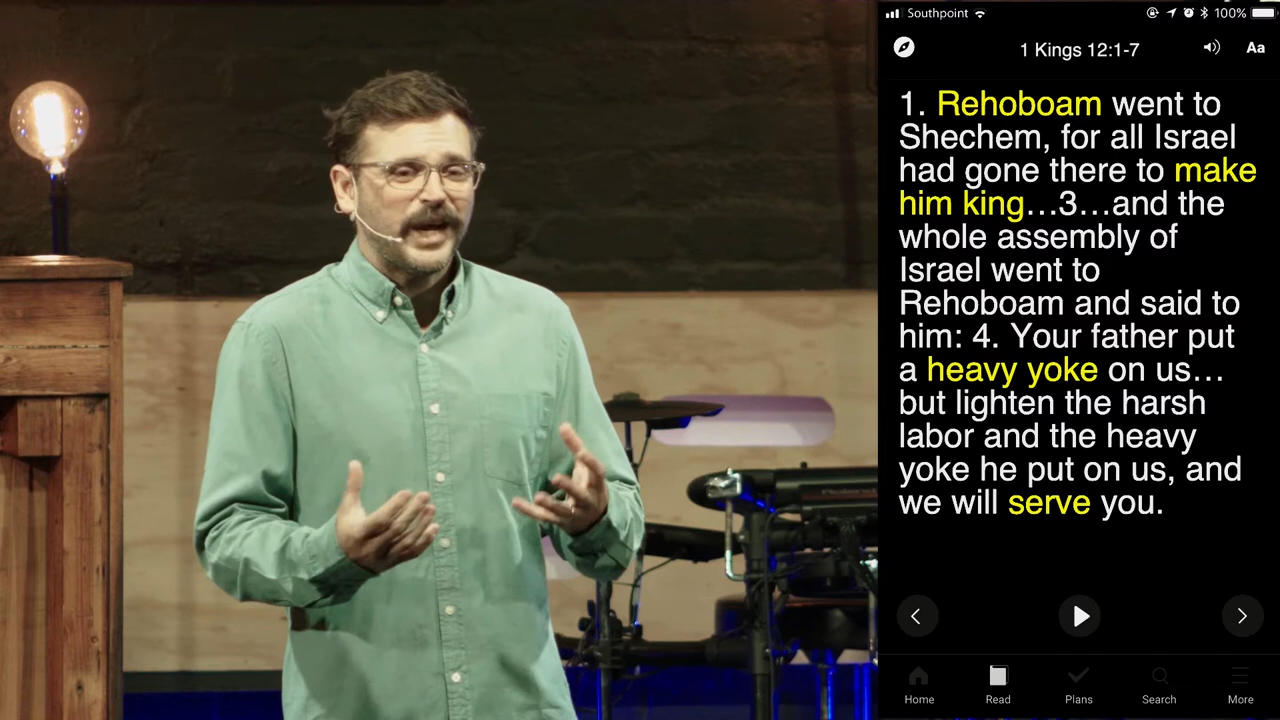 Southpoint
100%
1 Kings 12:1-7
Aa
1. Rehoboam went to
Shechem, for all Israel
had gone there to make
him king…3…and the
whole assembly of
Israel went to
Rehoboam and said to
him: 4. Your father put
a heavy yoke on us…
but lighten the harsh
labor and the heavy
yoke he put on us, and
we will serve you.
Home
Read
Plans
Search
More